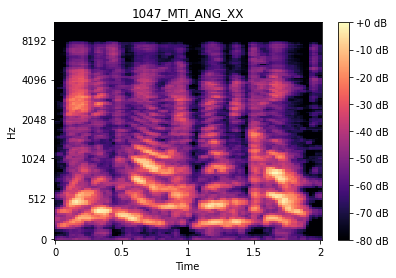 1047_MTI_ANG_XX
+0 dB
8192
-10 dB
4096
-20 dB
-30 dB
2048
Hz
-40 dB
1024
-50 dB
512
-60 dB
-70 dB
0
-80 dB
0 0.5 1 1.5 2
Time